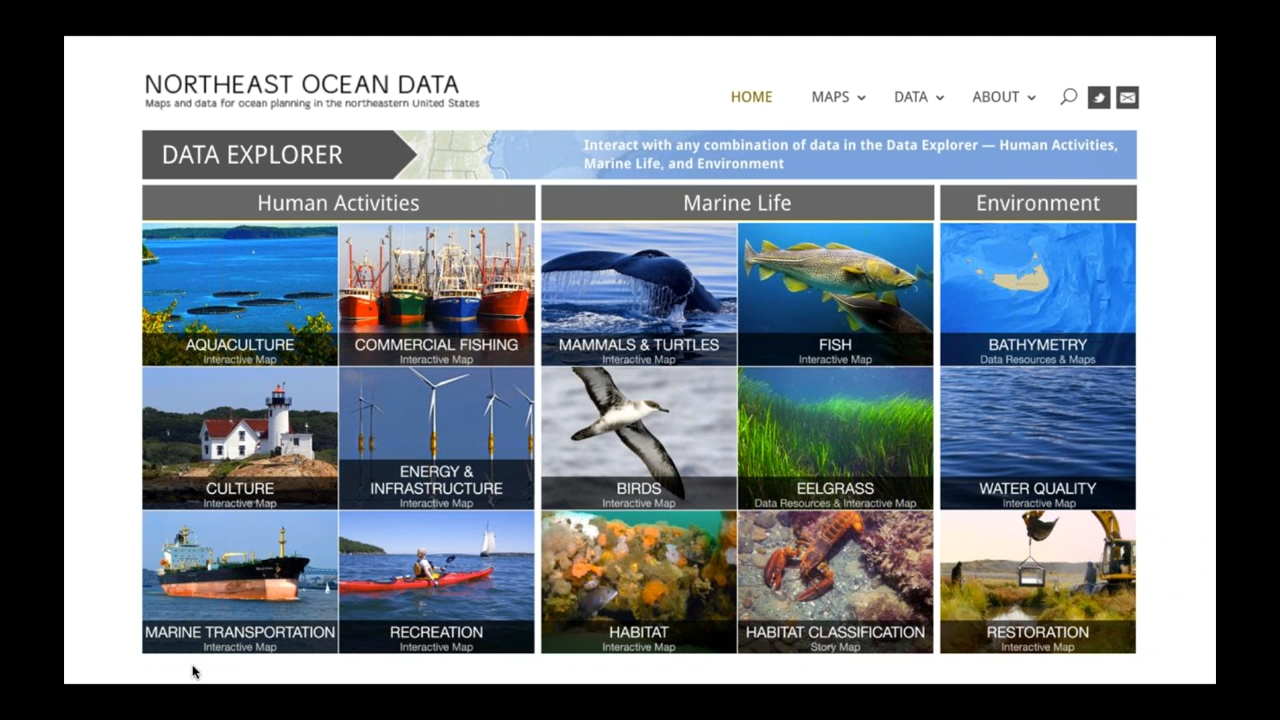 NORTHEAST OCEAN DATA
Maps and data for ocean planning in the northeastern United States
HOME MAPS DATA ABOUT
DATA EXPLORER
Interact with any combination of data in the Data Explorer — Human Activities,
Marine Life, and Environment
Human Activities
Marine Life
Environment
AQUACULTURE
Interactive Map
COMMERCIAL FISHING
Interactive Map
MAMMALS & TURTLES
Interactive Map
FISH
Interactive Map
BATHYMETRY
Data Resources & Maps
CULTURE
Interactive Map
ENERGY &
INFRASTRUCTURE
Interactive Map
BIRDS
Interactive Map
EELGRASS
Data Resources & Interactive Map
WATER QUALITY
Interactive Map
MARINE TRANSPORTATION
Interactive Map
RECREATION
Interactive Map
HABITAT
Interactive Map
HABITAT CLASSIFICATION
Story Map
RESTORATION
Interactive Map